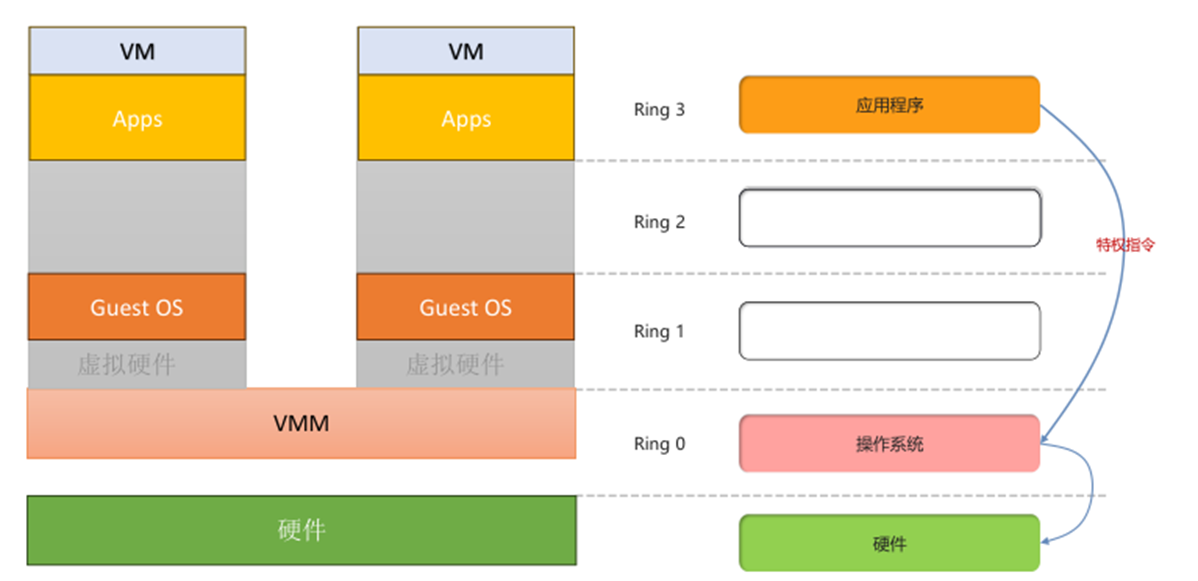 VM
VM
Apps
Apps
Ring 3
应用程序
Ring 2
特权指令
Guest OS
Guest OS
Ring 1
虚拟硬件
虚拟硬件
VMM
Ring 0
操作系统
硬件
硬件